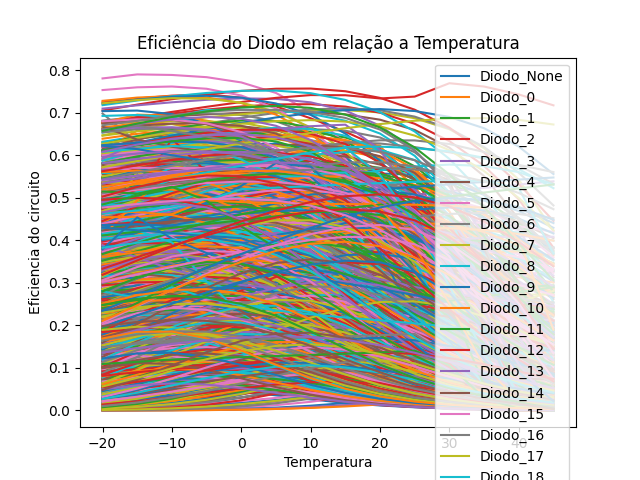 Eficiência do Diodo em relação a Temperatura
Eficiencia do circuito
0.8
0.7
0.6
0.5
0.4
0.3
0.2
0.1
0.0
−20
−10
0
10
20
30
40
Temperatura
Diodo_None
Diodo_0
Diodo_1
Diodo_2
Diodo_3
Diodo_4
Diodo_5
Diodo_6
Diodo_7
Diodo_8
Diodo_9
Diodo_10
Diodo_11
Diodo_12
Diodo_13
Diodo_14
Diodo_15
Diodo_16
Diodo_17
Diodo_18